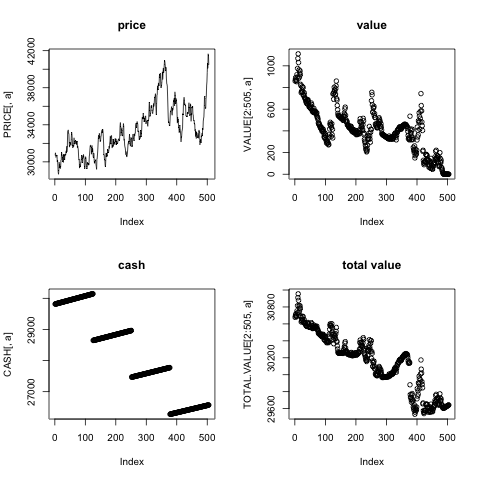 price
PRICE[, a]
30000 34000 38000 42000
0 100 200 300 400 500
Index
value
VALUE[2:505, a]
0 200 600 1000
0 100 200 300 400 500
Index
cash
CASH[, a]
27000 29000
0 100 200 300 400 500
Index
total value
TOTAL.VALUE[2:505, a]
29600 30200 30800
0 100 200 300 400 500
Index